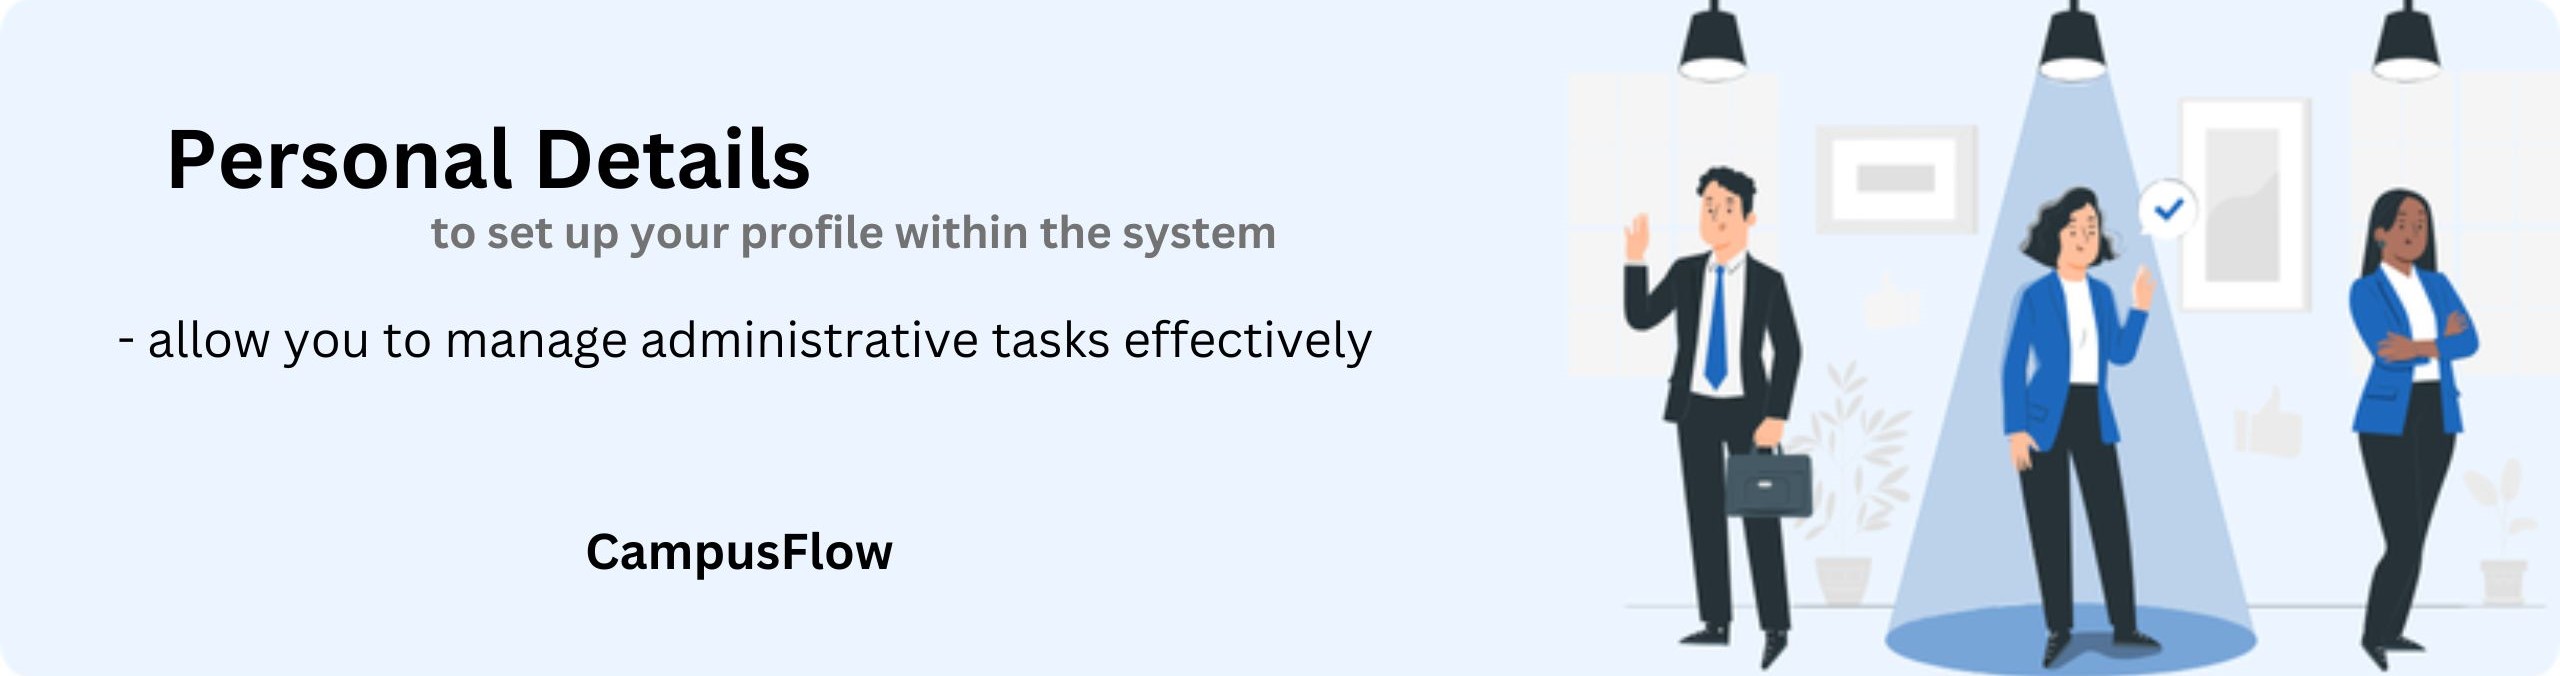 Personal Details
to set up your profile within the system
- allow you to manage administrative tasks effectively
CampusFlow